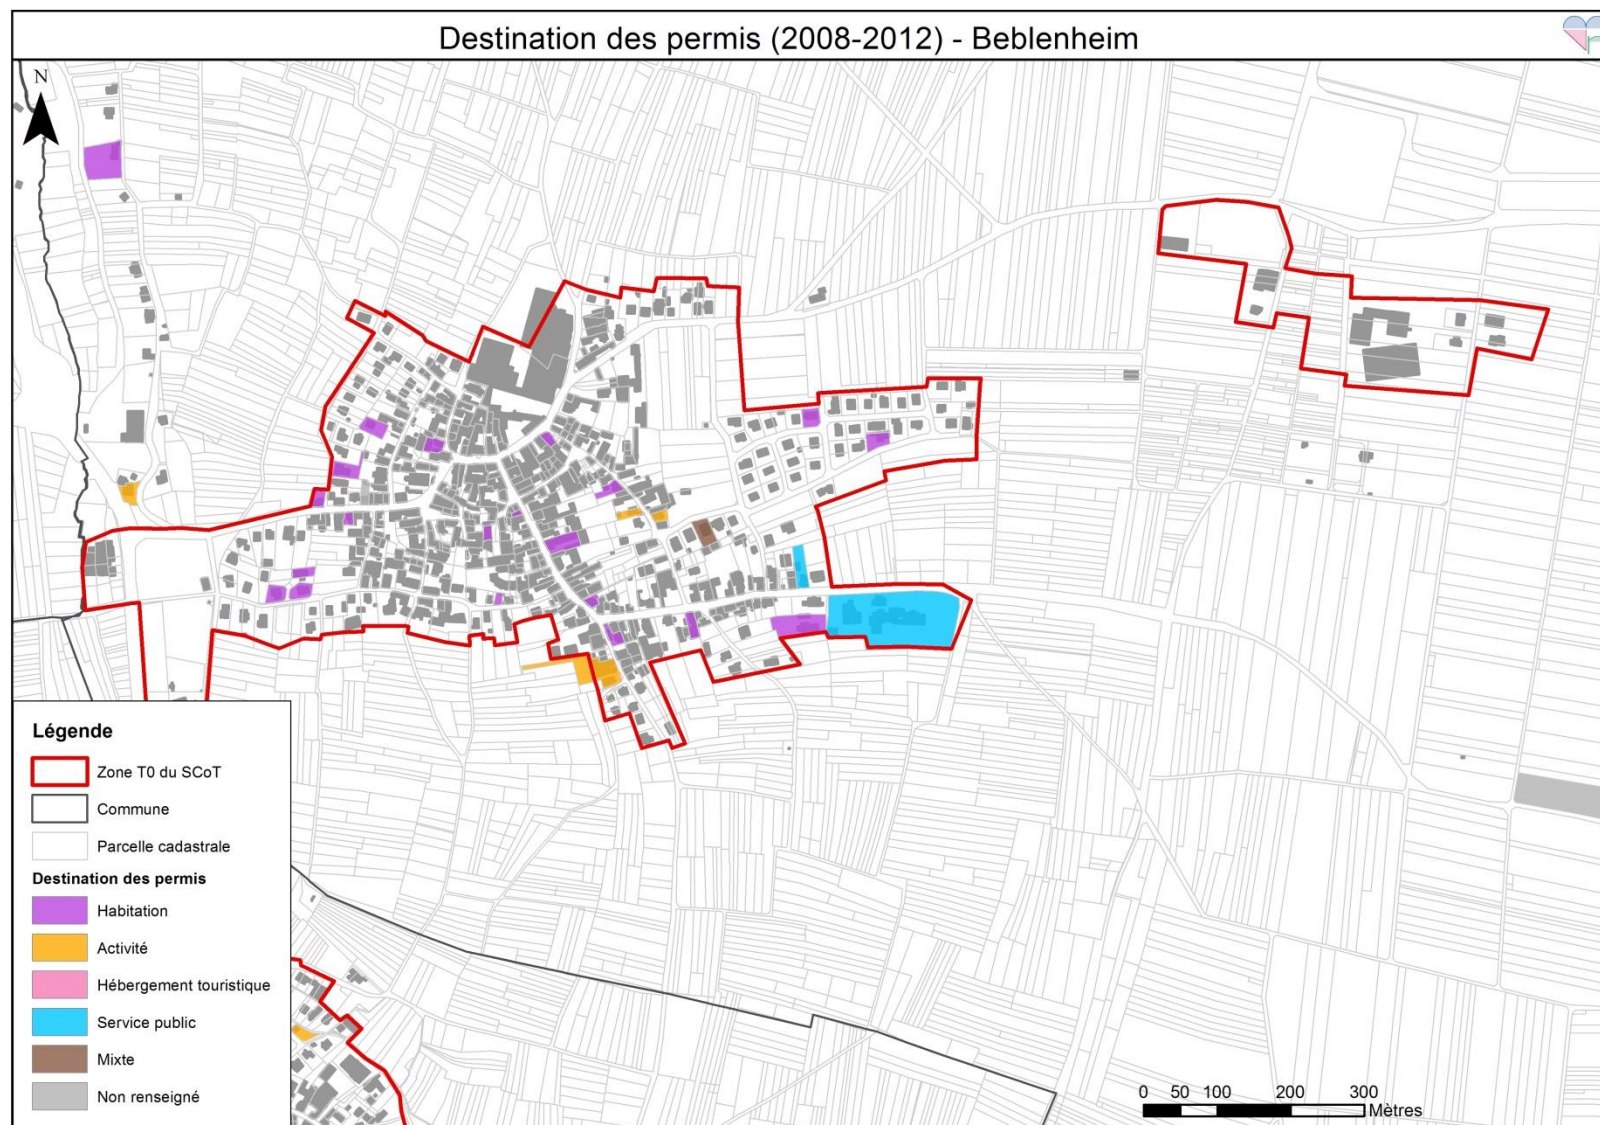 Destination des permis (2008-2012) - Beblenheim
N
Légende
Zone T0 du SCoT
Commune
Parcelle cadastrale
Destination des permis
Habitation
Activité
Hébergement touristique
Service public
Mixte
Non renseigné
0 50 100 200 300
Mètres